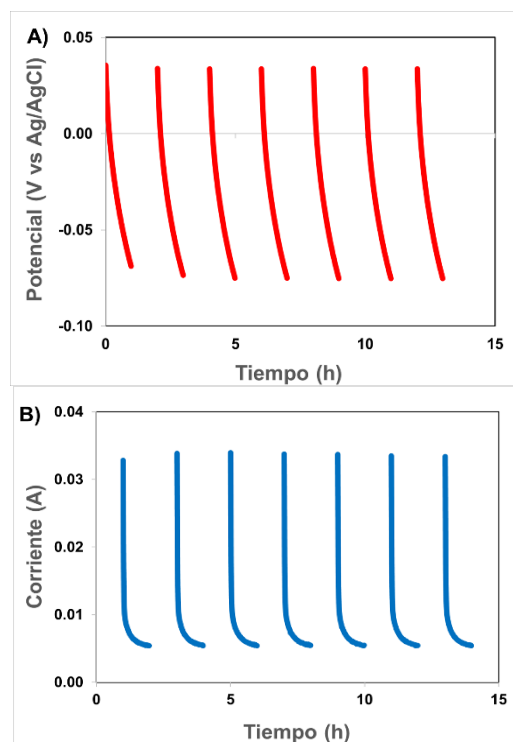 A)
0.05
0.00
-0.05
-0.10
Potencial (V vs Ag/AgCl)
0 5 10 15
Tiempo (h)
B)
0.04
0.03
0.02
0.01
0.00
Corriente (A)
0 5 10 15
Tiempo (h)